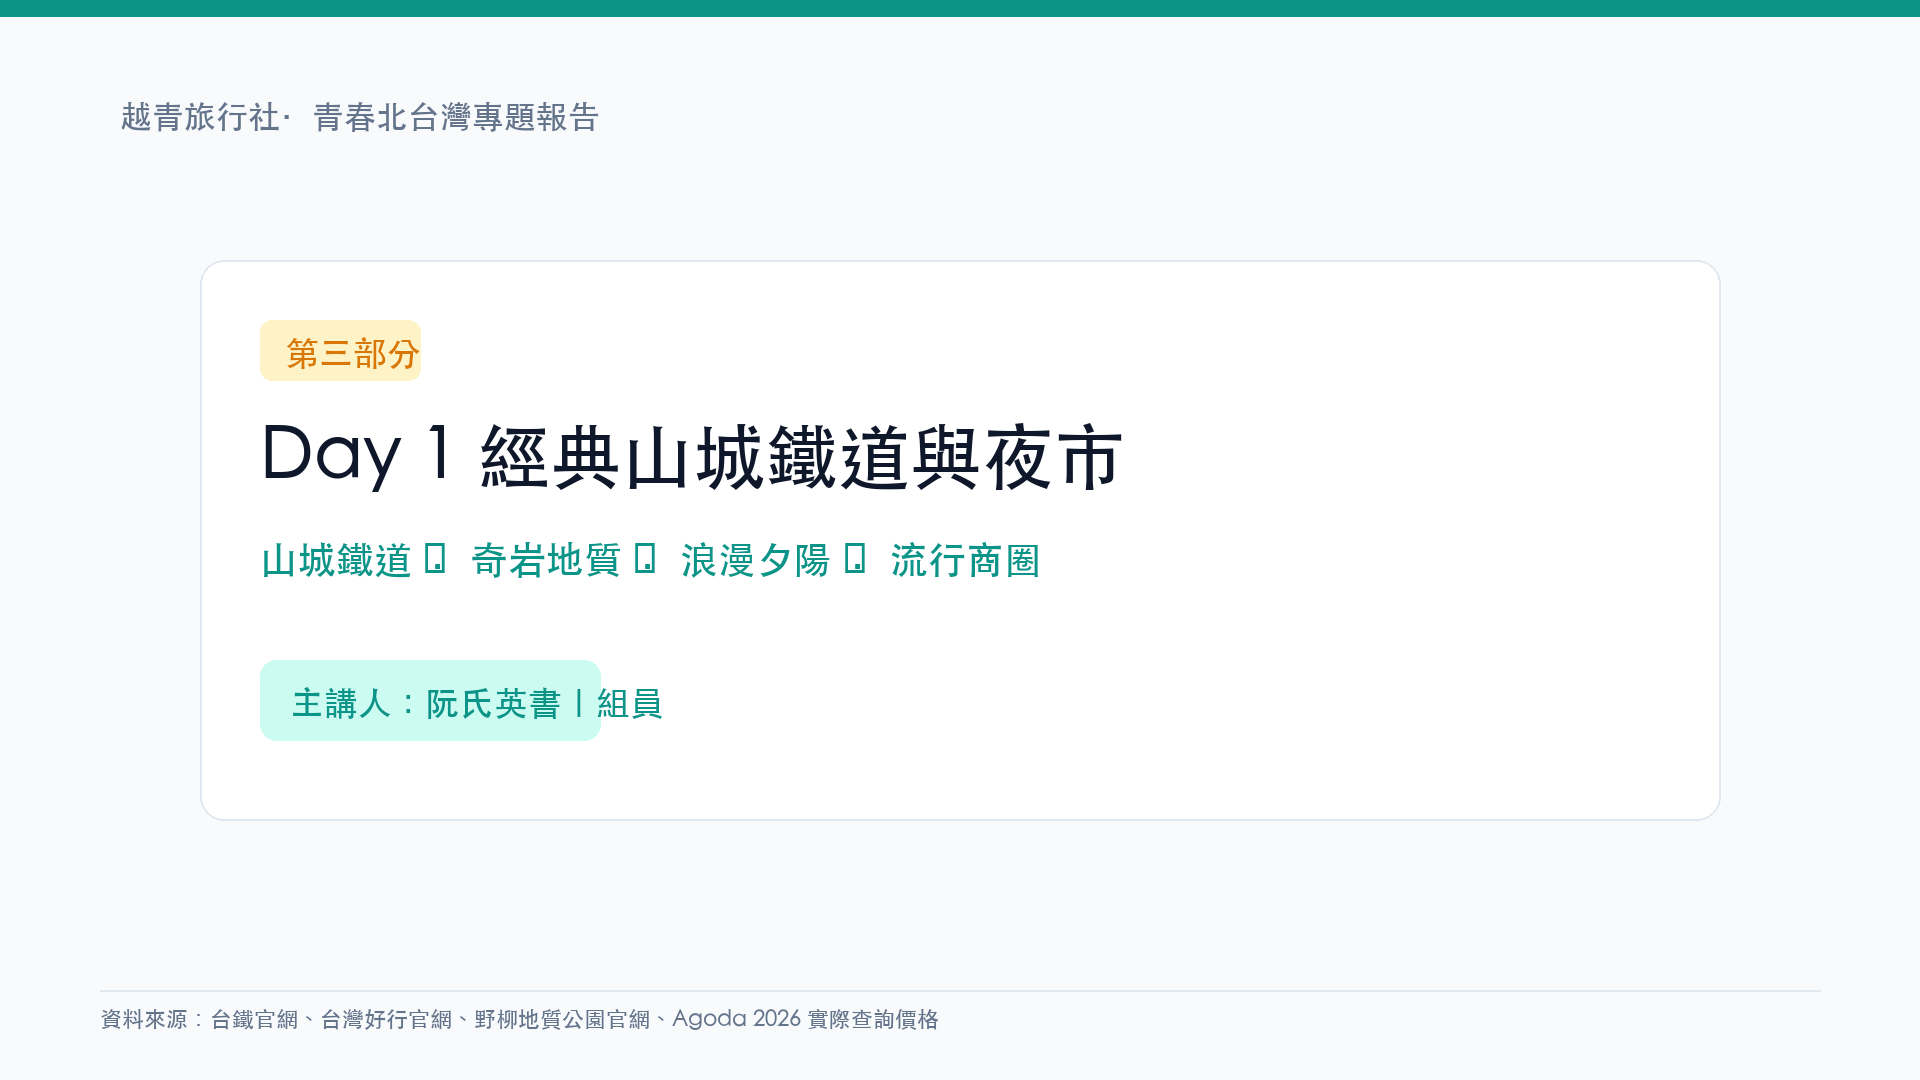 越青旅行社· 青春北台灣專題報告
第三部分
Day 1 經典山城鐵道與夜市
山城鐵道 奇岩地質 浪漫夕陽 流行商圈
主講人：阮氏英書｜組員
資料來源：台鐵官網、台灣好行官網、野柳地質公園官網、Agoda 2026 實際查詢價格